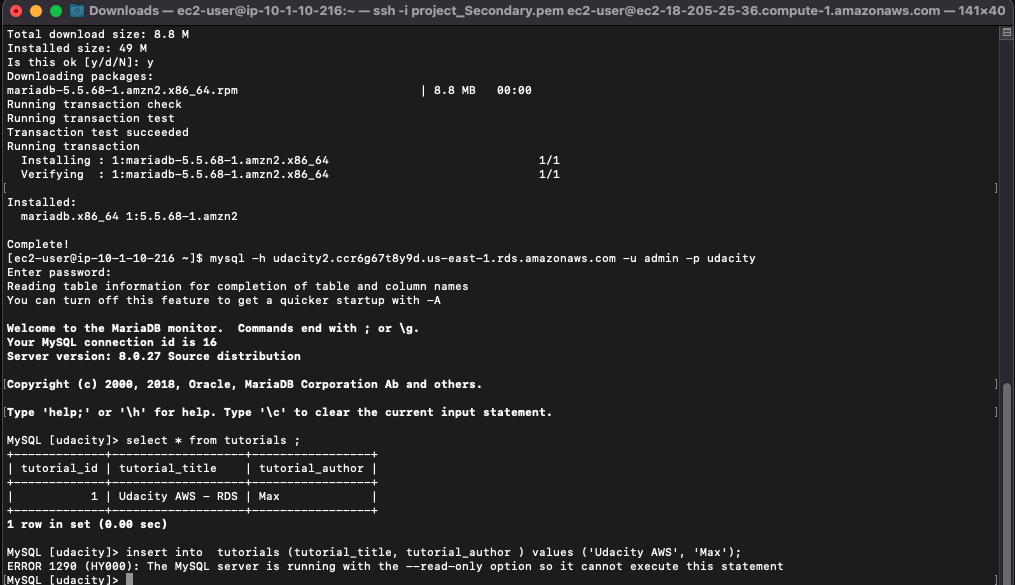 Downloads — ec2-user@ip-10-1-10-216:~ — ssh -i project_Secondary.pem ec2-user@ec2-18-205-25-36.compute-1.amazonaws.com — 141×40
Total download size: 8.8 M
Installed size: 49 M
Is this ok [y/d/N]: y
Downloading packages:
mariadb-5.5.68-1.amzn2.x86_64.rpm | 8.8 MB 00:00
Running transaction check
Running transaction test
Transaction test succeeded
Running transaction
Installing : 1:mariadb-5.5.68-1.amzn2.x86_64 1/1
Verifying : 1:mariadb-5.5.68-1.amzn2.x86_64 1/1
[ ]
Installed:
mariadb.x86_64 1:5.5.68-1.amzn2
Complete!
[ec2-user@ip-10-1-10-216 ~]$ mysql -h udacity2.ccr6g67t8y9d.us-east-1.rds.amazonaws.com -u admin -p udacity
Enter password:
Reading table information for completion of table and column names
You can turn off this feature to get a quicker startup with -A
Welcome to the MariaDB monitor. Commands end with ; or \g.
Your MySQL connection id is 16
Server version: 8.0.27 Source distribution
[Copyright (c) 2000, 2018, Oracle, MariaDB Corporation Ab and others. ]
[Type 'help;' or '\h' for help. Type '\c' to clear the current input statement. ]
MySQL [udacity]> select * from tutorials ;
+-------------+-------------------+-----------------+
| tutorial_id | tutorial_title | tutorial_author |
+-------------+-------------------+-----------------+
| 1 | Udacity AWS - RDS | Max |
+-------------+-------------------+-----------------+
1 row in set (0.00 sec)
MySQL [udacity]> insert into tutorials (tutorial_title, tutorial_author ) values ('Udacity AWS', 'Max');
ERROR 1290 (HY000): The MySQL server is running with the --read-only option so it cannot execute this statement
[MySQL [udacity]> ]